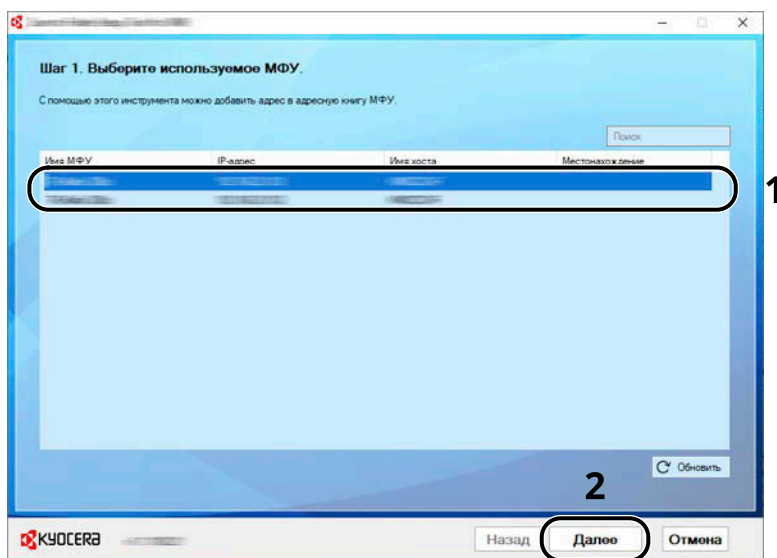 Шаг 1. Выберите используемое МФУ.
С помощью этого инструмента можно добавить адрес в адресную книгу МФУ.
Поиск
Имя МФУ IP-адрес Имя хоста Местонахождение
1
Обновить
2
KYOCERA Назад Далее Отмена